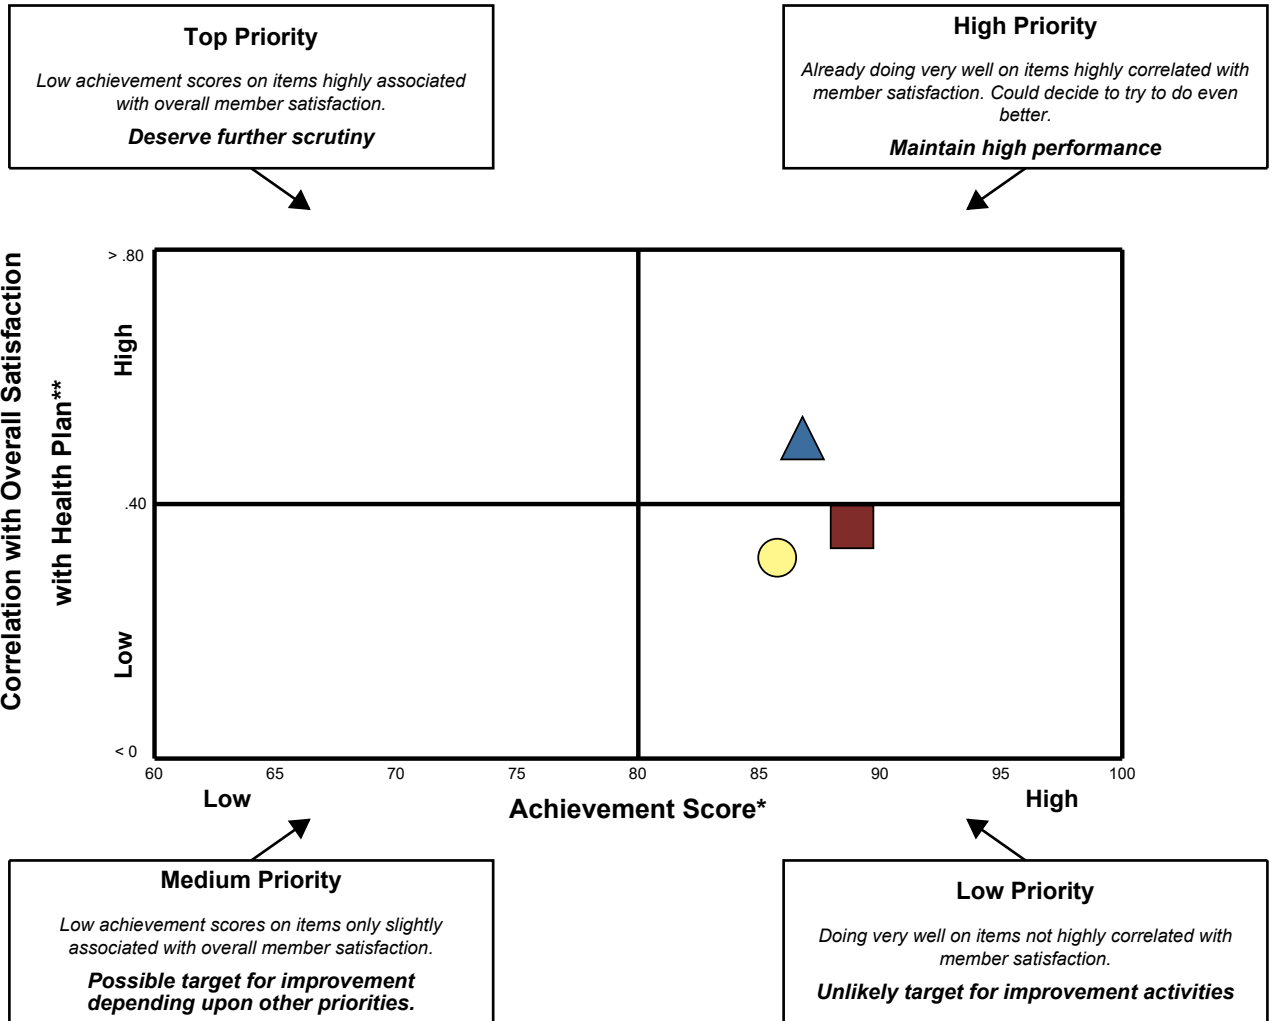 Top Priority
Low achievement scores on items highly associated
with overall member satisfaction.
Deserve further scrutiny
High Priority
Already doing very well on items highly correlated with
member satisfaction. Could decide to try to do even
better.
Maintain high performance
Correlation with Overall Satisfaction
with Health Plan**
> .80
High
.40
Low
< 0
60 65 70 75 80 85 90 95 100
Low Achievement Score* High
Medium Priority
Low achievement scores on items only slightly
associated with overall member satisfaction.
Possible target for improvement
depending upon other priorities.
Low Priority
Doing very well on items not highly correlated with
member satisfaction.
Unlikely target for improvement activities